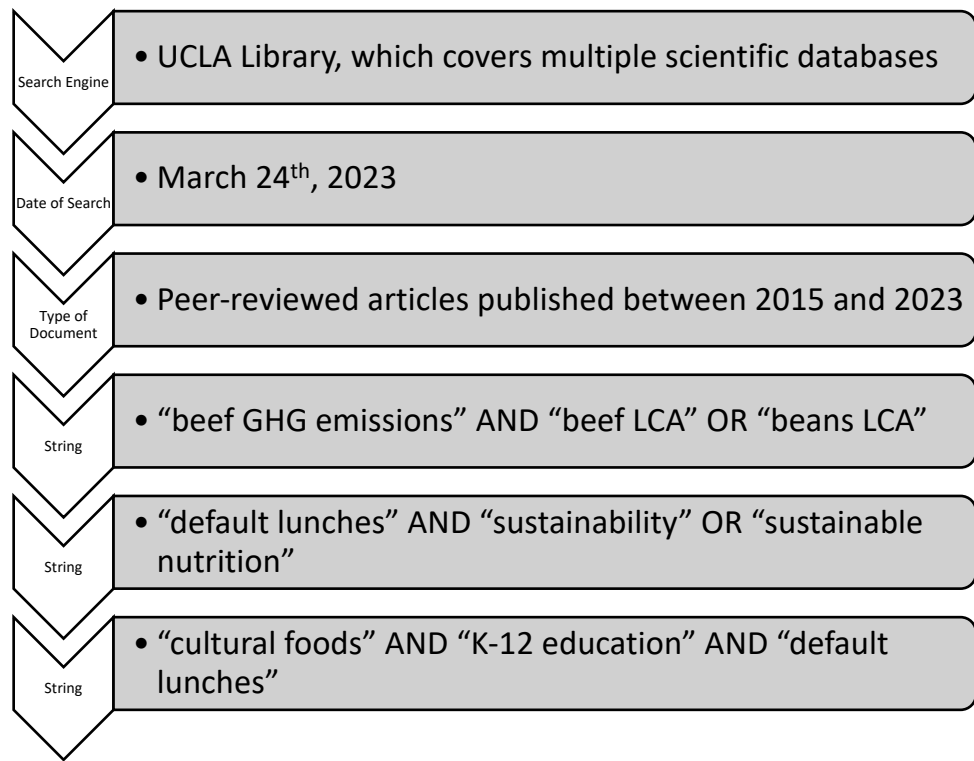 Search Engine
• UCLA Library, which covers multiple scientific databases
Date of Search
• March 24th, 2023
Type of
Document
• Peer-reviewed articles published between 2015 and 2023
String
• “beef GHG emissions” AND “beef LCA” OR “beans LCA”
String
• “default lunches” AND “sustainability” OR “sustainable
nutrition”
String
• “cultural foods” AND “K-12 education” AND “default
lunches”